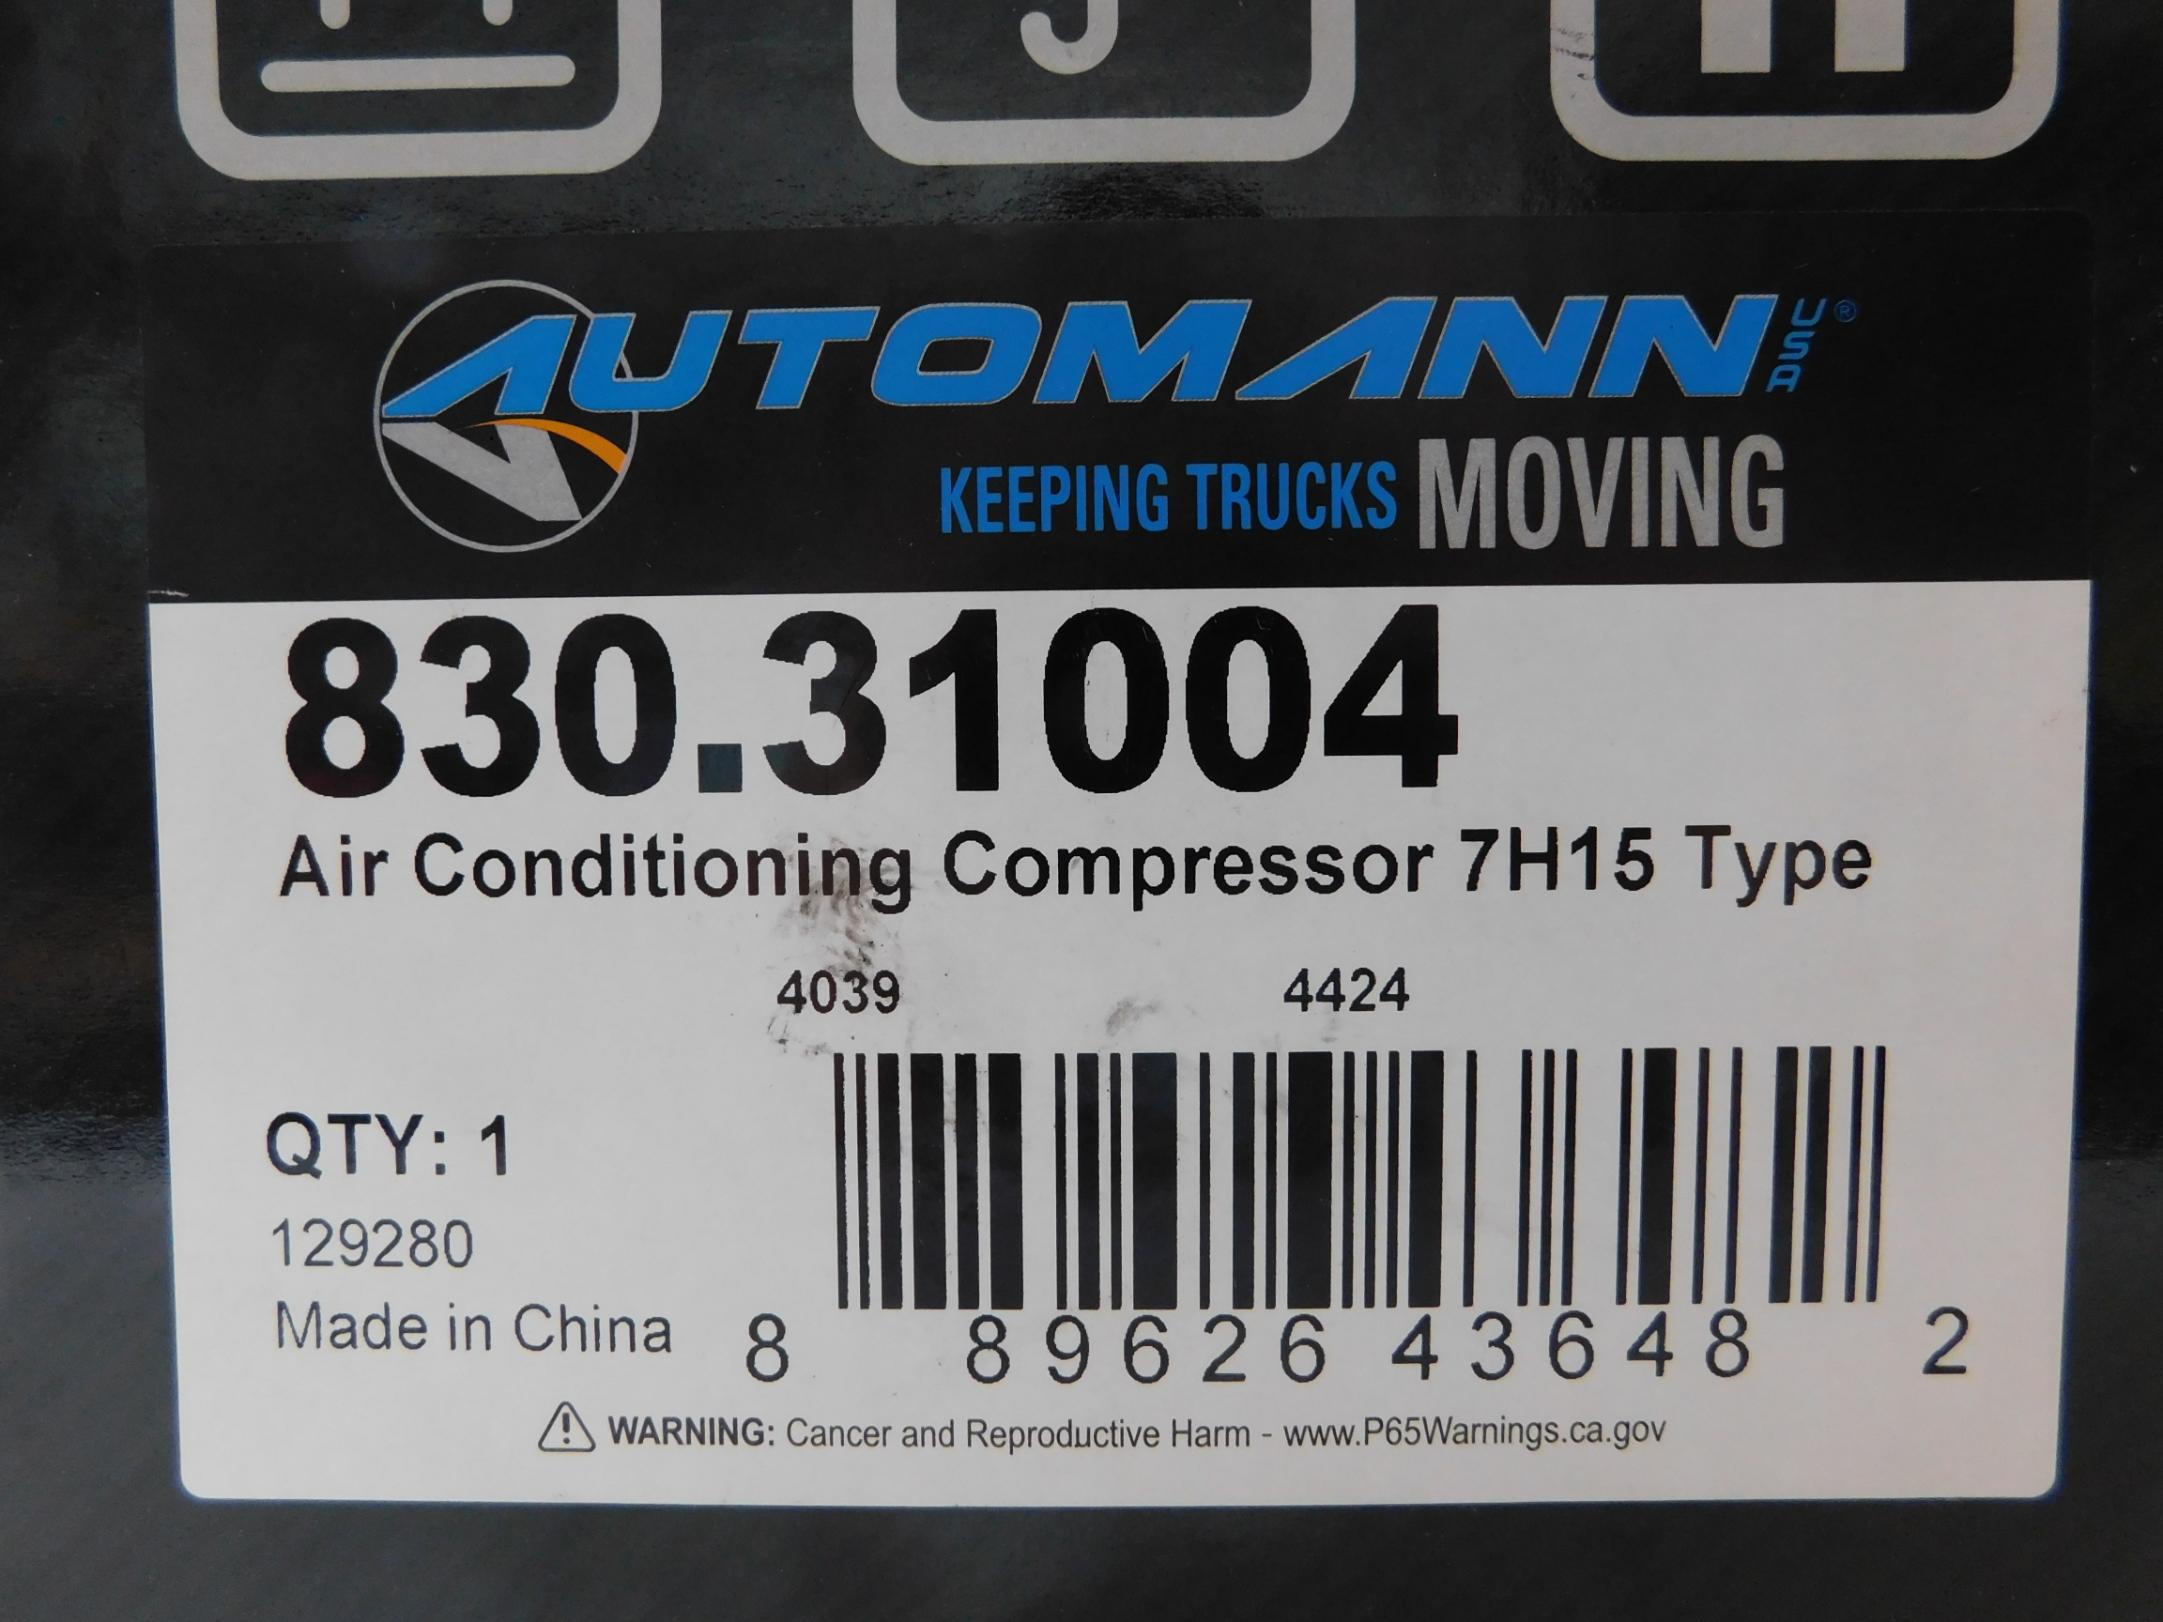 AUTOMANN USA®
KEEPING TRUCKS MOVING
830.31004
Air Conditioning Compressor 7H15 Type
4039 4424
QTY: 1
129280
Made in China
8 89626 43648 2
WARNING: Cancer and Reproductive Harm - www.P65Warnings.ca.gov